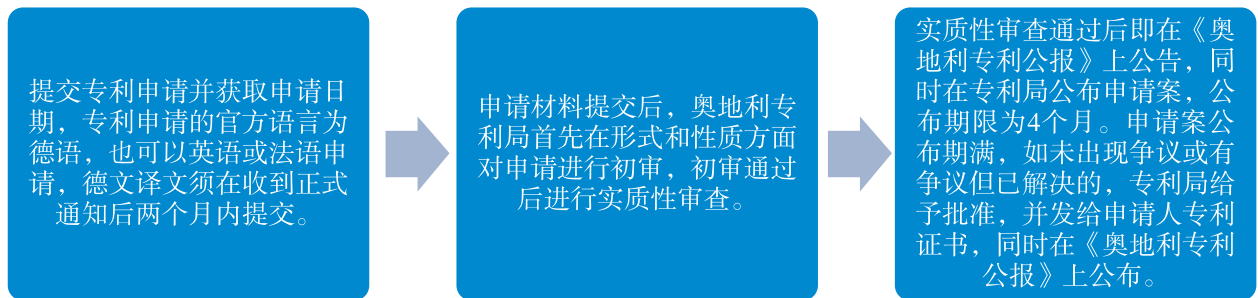 提交专利申请并获取申请日
期，专利申请的官方语言为
德语，也可以英语或法语申
请，德文译文须在收到正式
通知后两个月内提交。
申请材料提交后，奥地利专
利局首先在形式和性质方面
对申请进行初审，初审通过
后进行实质性审查。
实质性审查通过后即在《奥
地利专利公报》上公告，同
时在专利局公布申请案，公
布期限为4个月。申请案公
布期满，如未出现争议或有
争议但已解决的，专利局给
予批准，并发给申请人专利
证书，同时在《奥地利专利
公报》上公布。